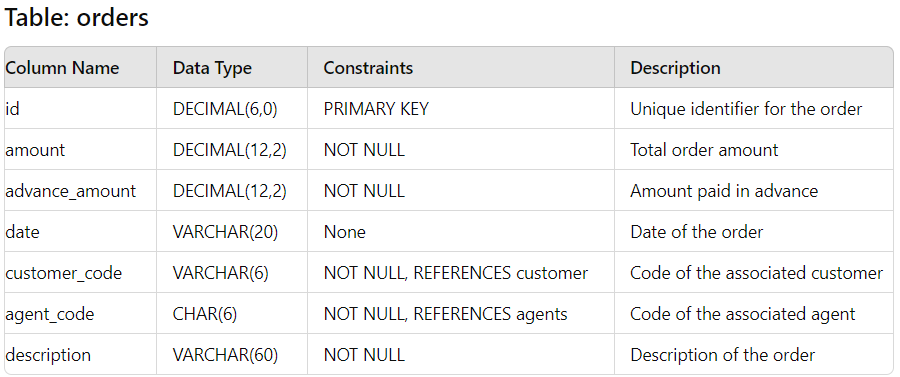 Table: orders
Column Name Data Type Constraints Description
id DECIMAL(6,0) PRIMARY KEY Unique identifier for the order
amount DECIMAL(12,2) NOT NULL Total order amount
advance_amount DECIMAL(12,2) NOT NULL Amount paid in advance
date VARCHAR(20) None Date of the order
customer_code VARCHAR(6) NOT NULL, REFERENCES customer Code of the associated customer
agent_code CHAR(6) NOT NULL, REFERENCES agents Code of the associated agent
description VARCHAR(60) NOT NULL Description of the order